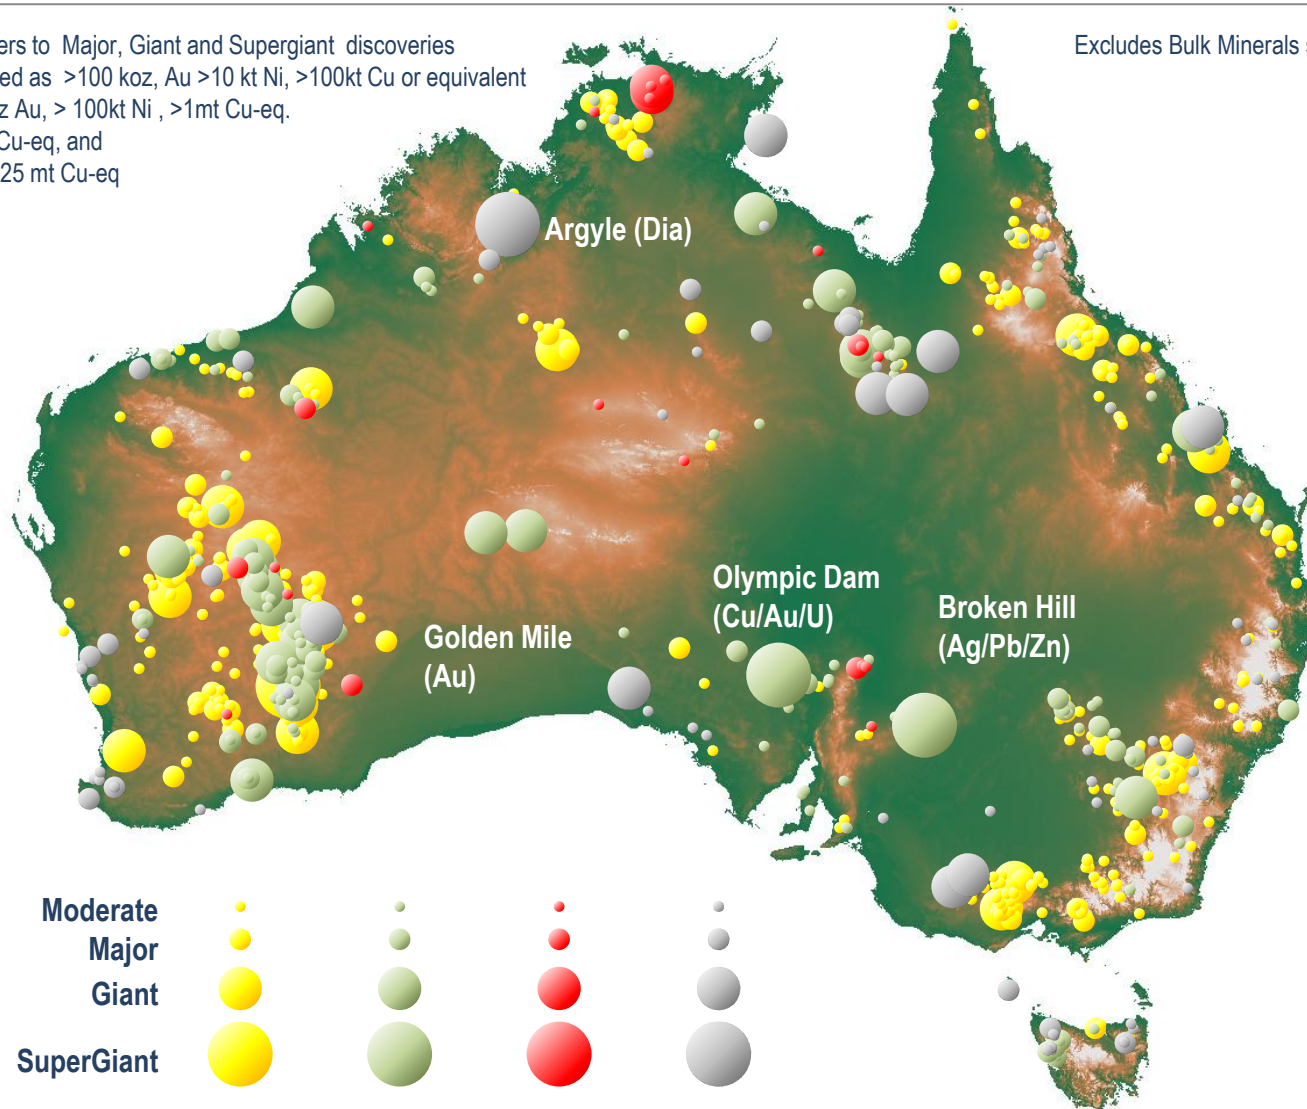 ers to Major, Giant and Supergiant discoveries
ed as >100 koz, Au >10 kt Ni, >100kt Cu or equivalent
z Au, > 100kt Ni , >1mt Cu-eq.
Cu-eq, and
25 mt Cu-eq
Excludes Bulk Minerals
Argyle (Dia)
Olympic Dam
(Cu/Au/U)
Broken Hill
(Ag/Pb/Zn)
Golden Mile
(Au)
Moderate
Major
Giant
SuperGiant